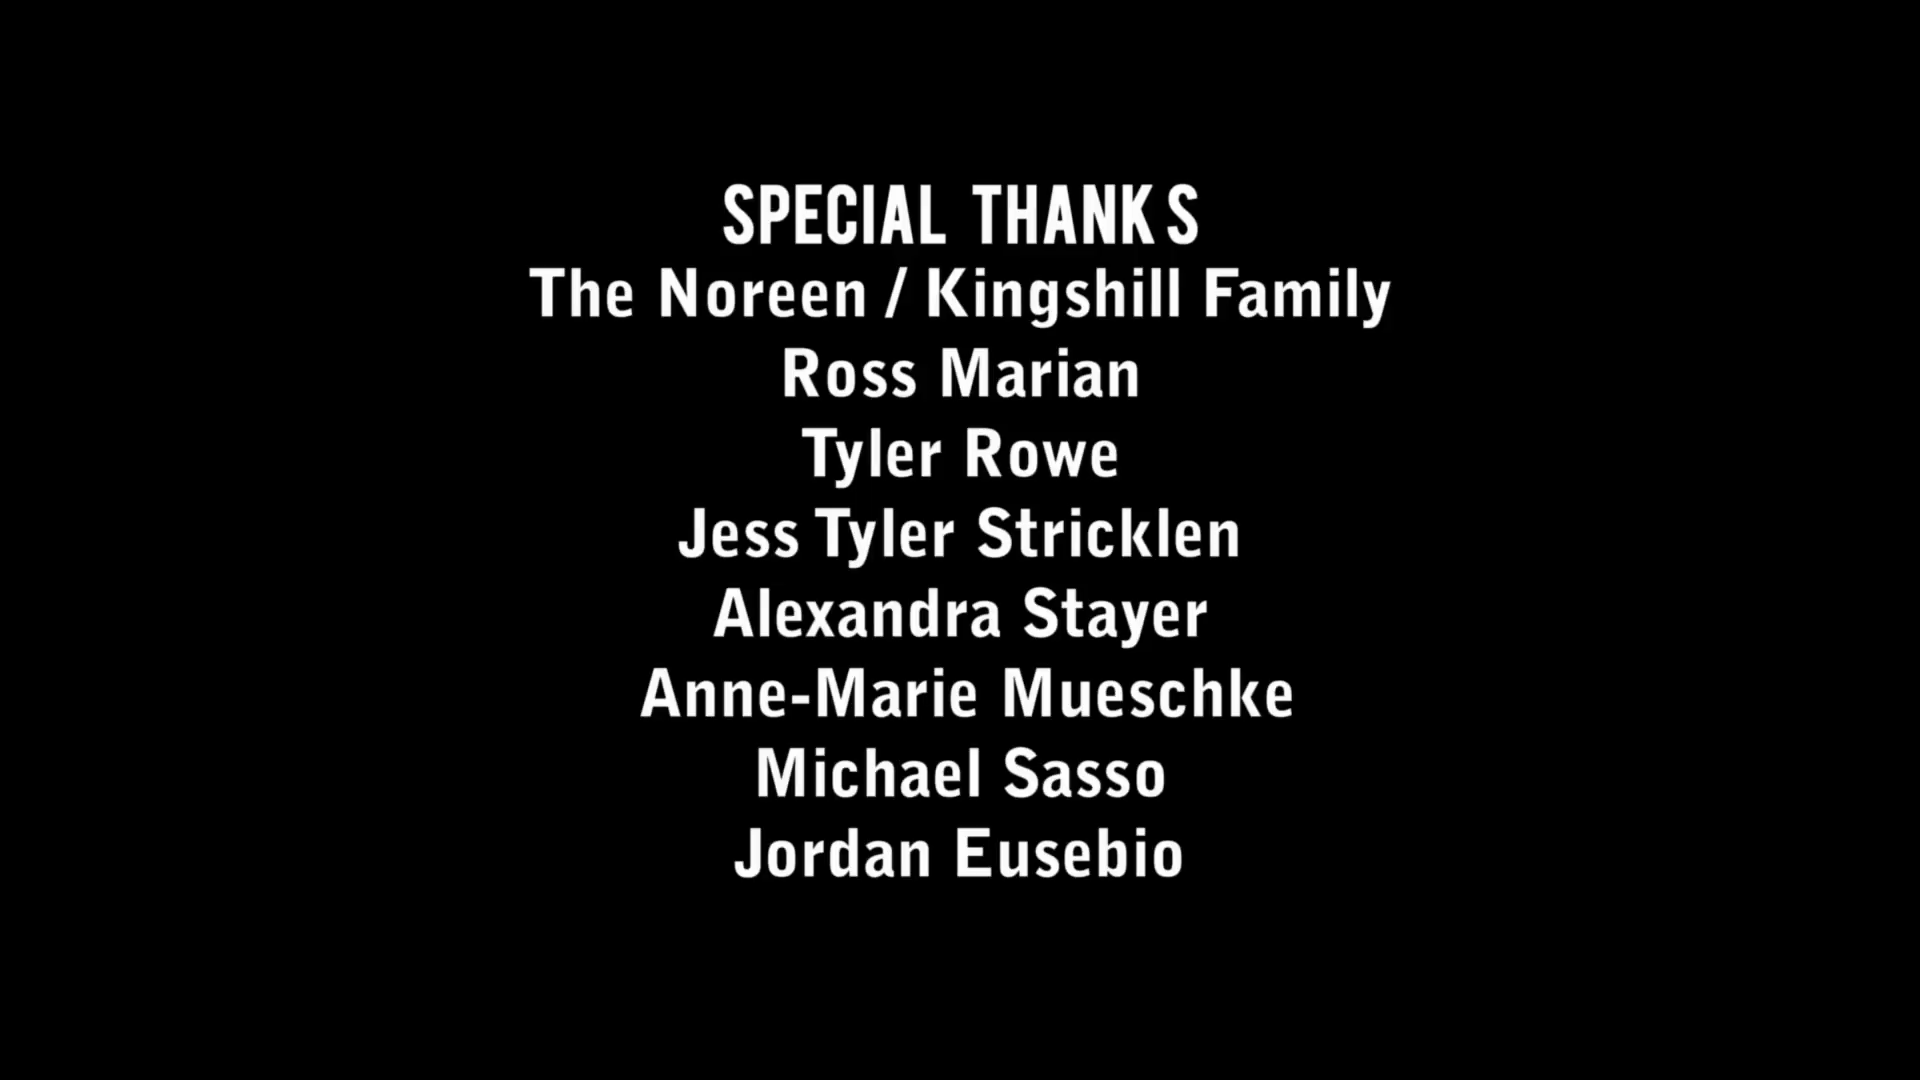 SPECIAL THANKS
The Noreen / Kingshill Family
Ross Marian
Tyler Rowe
Jess Tyler Stricklen
Alexandra Stayer
Anne-Marie Mueschke
Michael Sasso
Jordan Eusebio